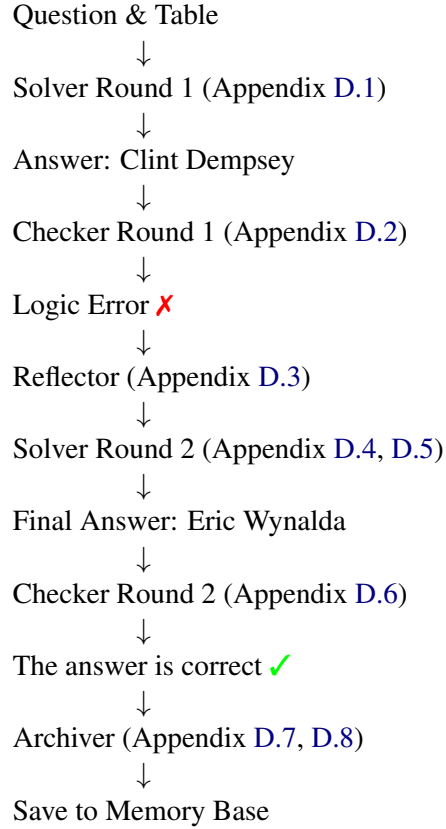 Question & Table
↓
Solver Round 1 (Appendix D.1)
↓
Answer: Clint Dempsey
↓
Checker Round 1 (Appendix D.2)
↓
Logic Error ✗
↓
Reflector (Appendix D.3)
↓
Solver Round 2 (Appendix D.4, D.5)
↓
Final Answer: Eric Wynalda
↓
Checker Round 2 (Appendix D.6)
↓
The answer is correct ✓
↓
Archiver (Appendix D.7, D.8)
↓
Save to Memory Base